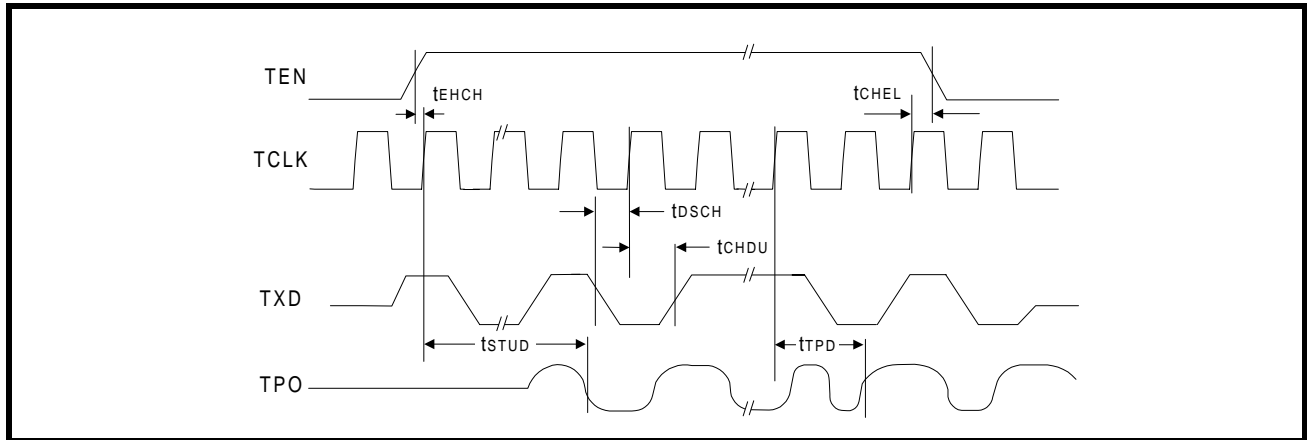 TEN
tEHCH
tCHEL
TCLK
tDSCH
tCHDU
TXD
tSTUD
tTPD
TPO